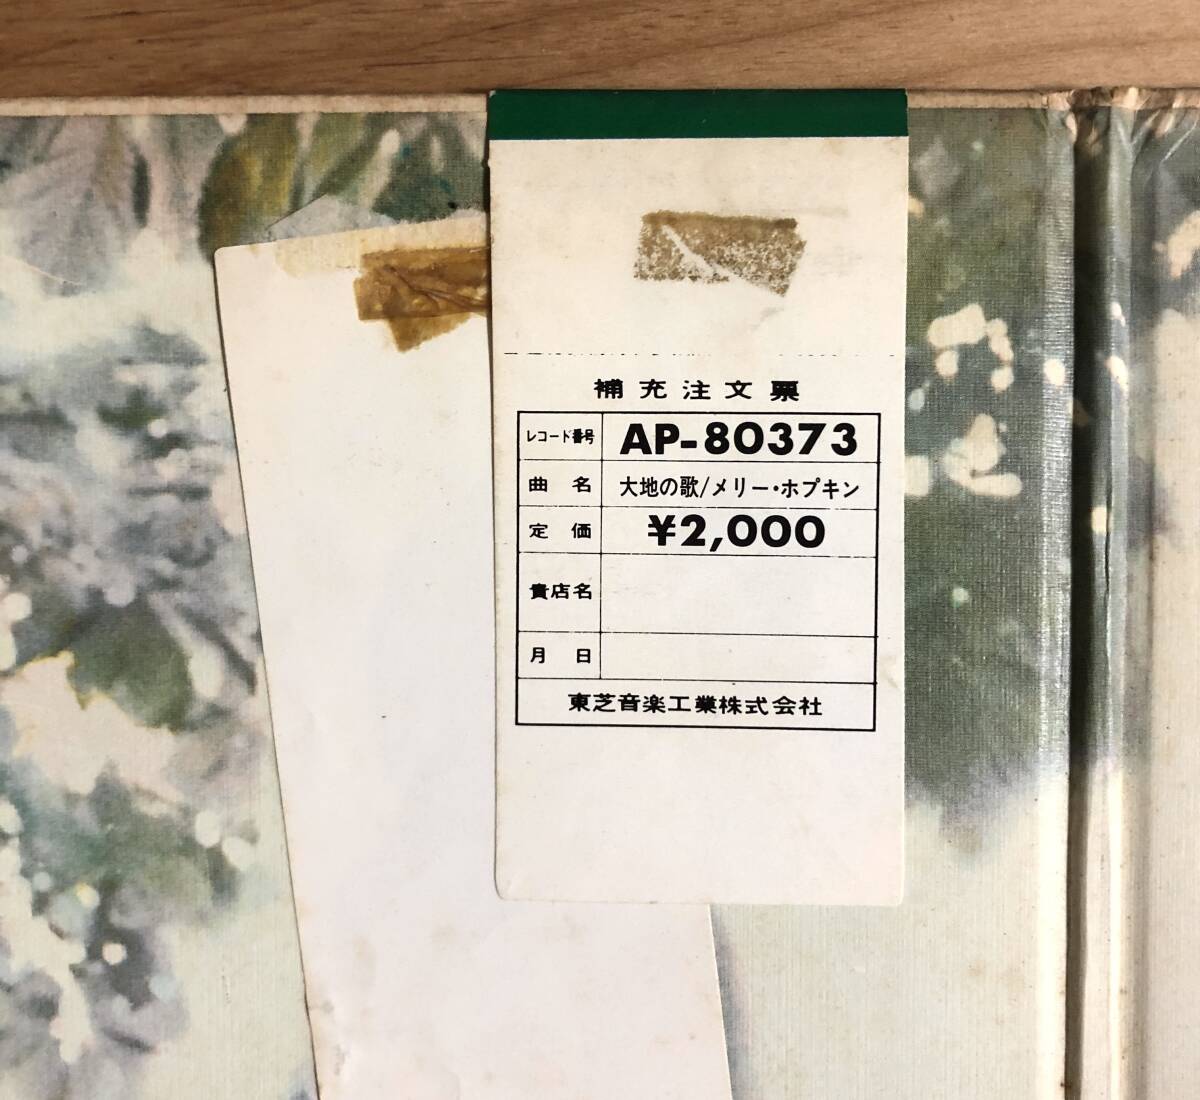 補充注文票
レコード番号 AP-80373
曲名 大地の歌/メリー・ホプキン
定価 ¥2,000
貴店名
月日
東芝音楽工業株式会社